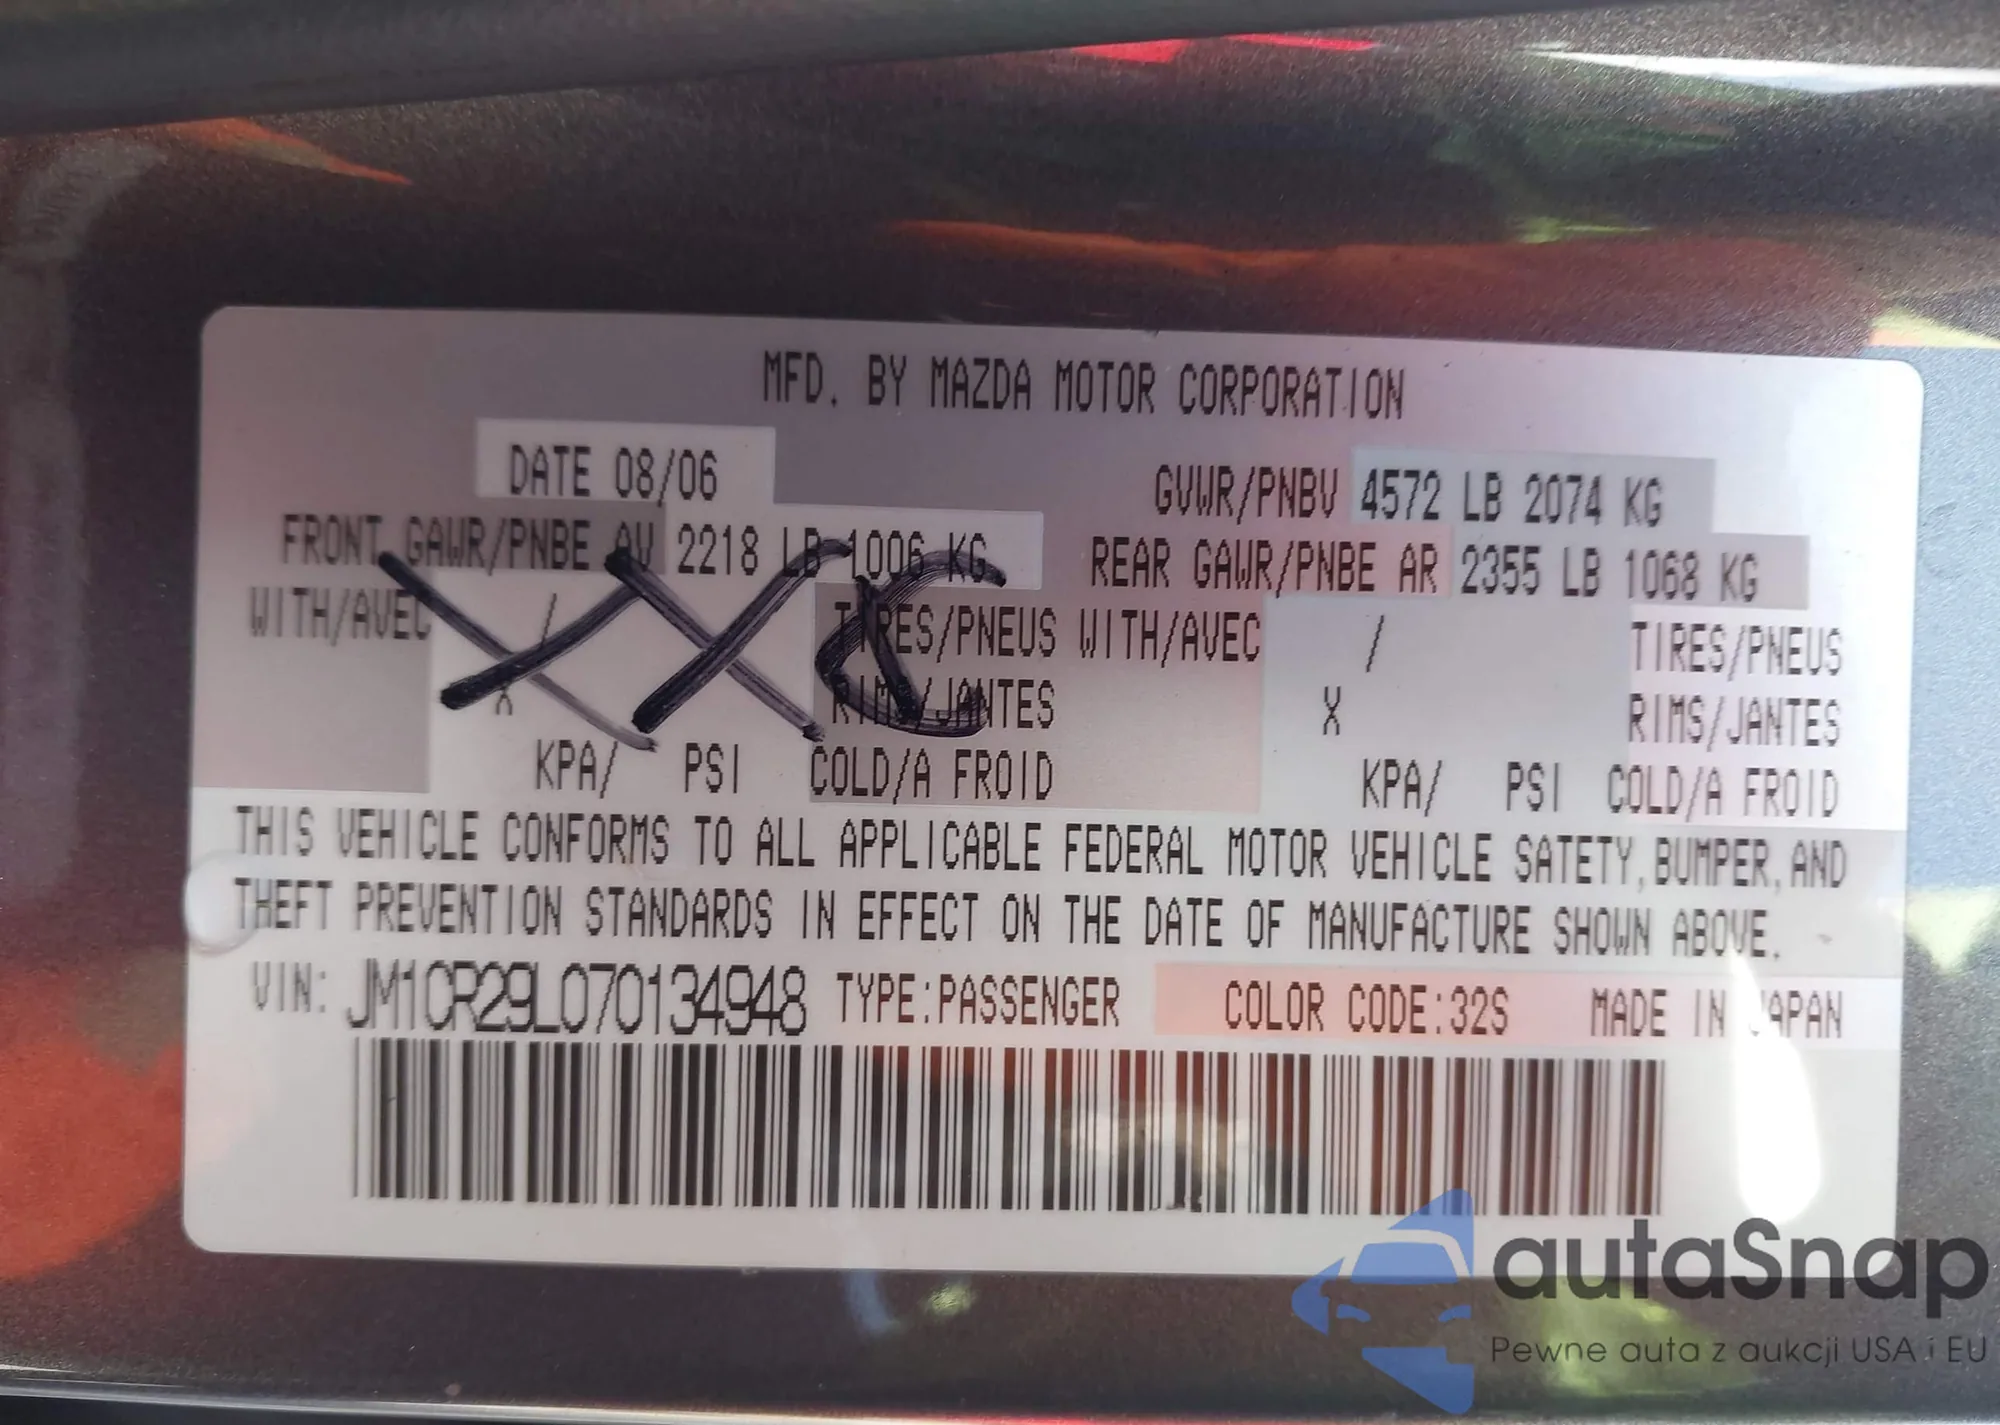 MFD. BY MAZDA MOTOR CORPORATION
DATE 08/06 GVWR/PNBV 4572 LB 2074 KG
FRONT GAWR/PNBE AV 2218 LB 1006 KG REAR GAWR/PNBE AR 2355 LB 1068 KG
WITH/AVEC / TIRES/PNEUS WITH/AVEC / TIRES/PNEUS
X RIMS/JANTES X RIMS/JANTES
KPA/ PSI COLD/A FROID KPA/ PSI COLD/A FROID
THIS VEHICLE CONFORMS TO ALL APPLICABLE FEDERAL MOTOR VEHICLE SATETY, BUMPER, AND
THEFT PREVENTION STANDARDS IN EFFECT ON THE DATE OF MANUFACTURE SHOWN ABOVE.
VIN: JM1CR29L070134948 TYPE:PASSENGER COLOR CODE:32S MADE IN JAPAN
autaSnap
Pewne auta z aukcji USA i EU